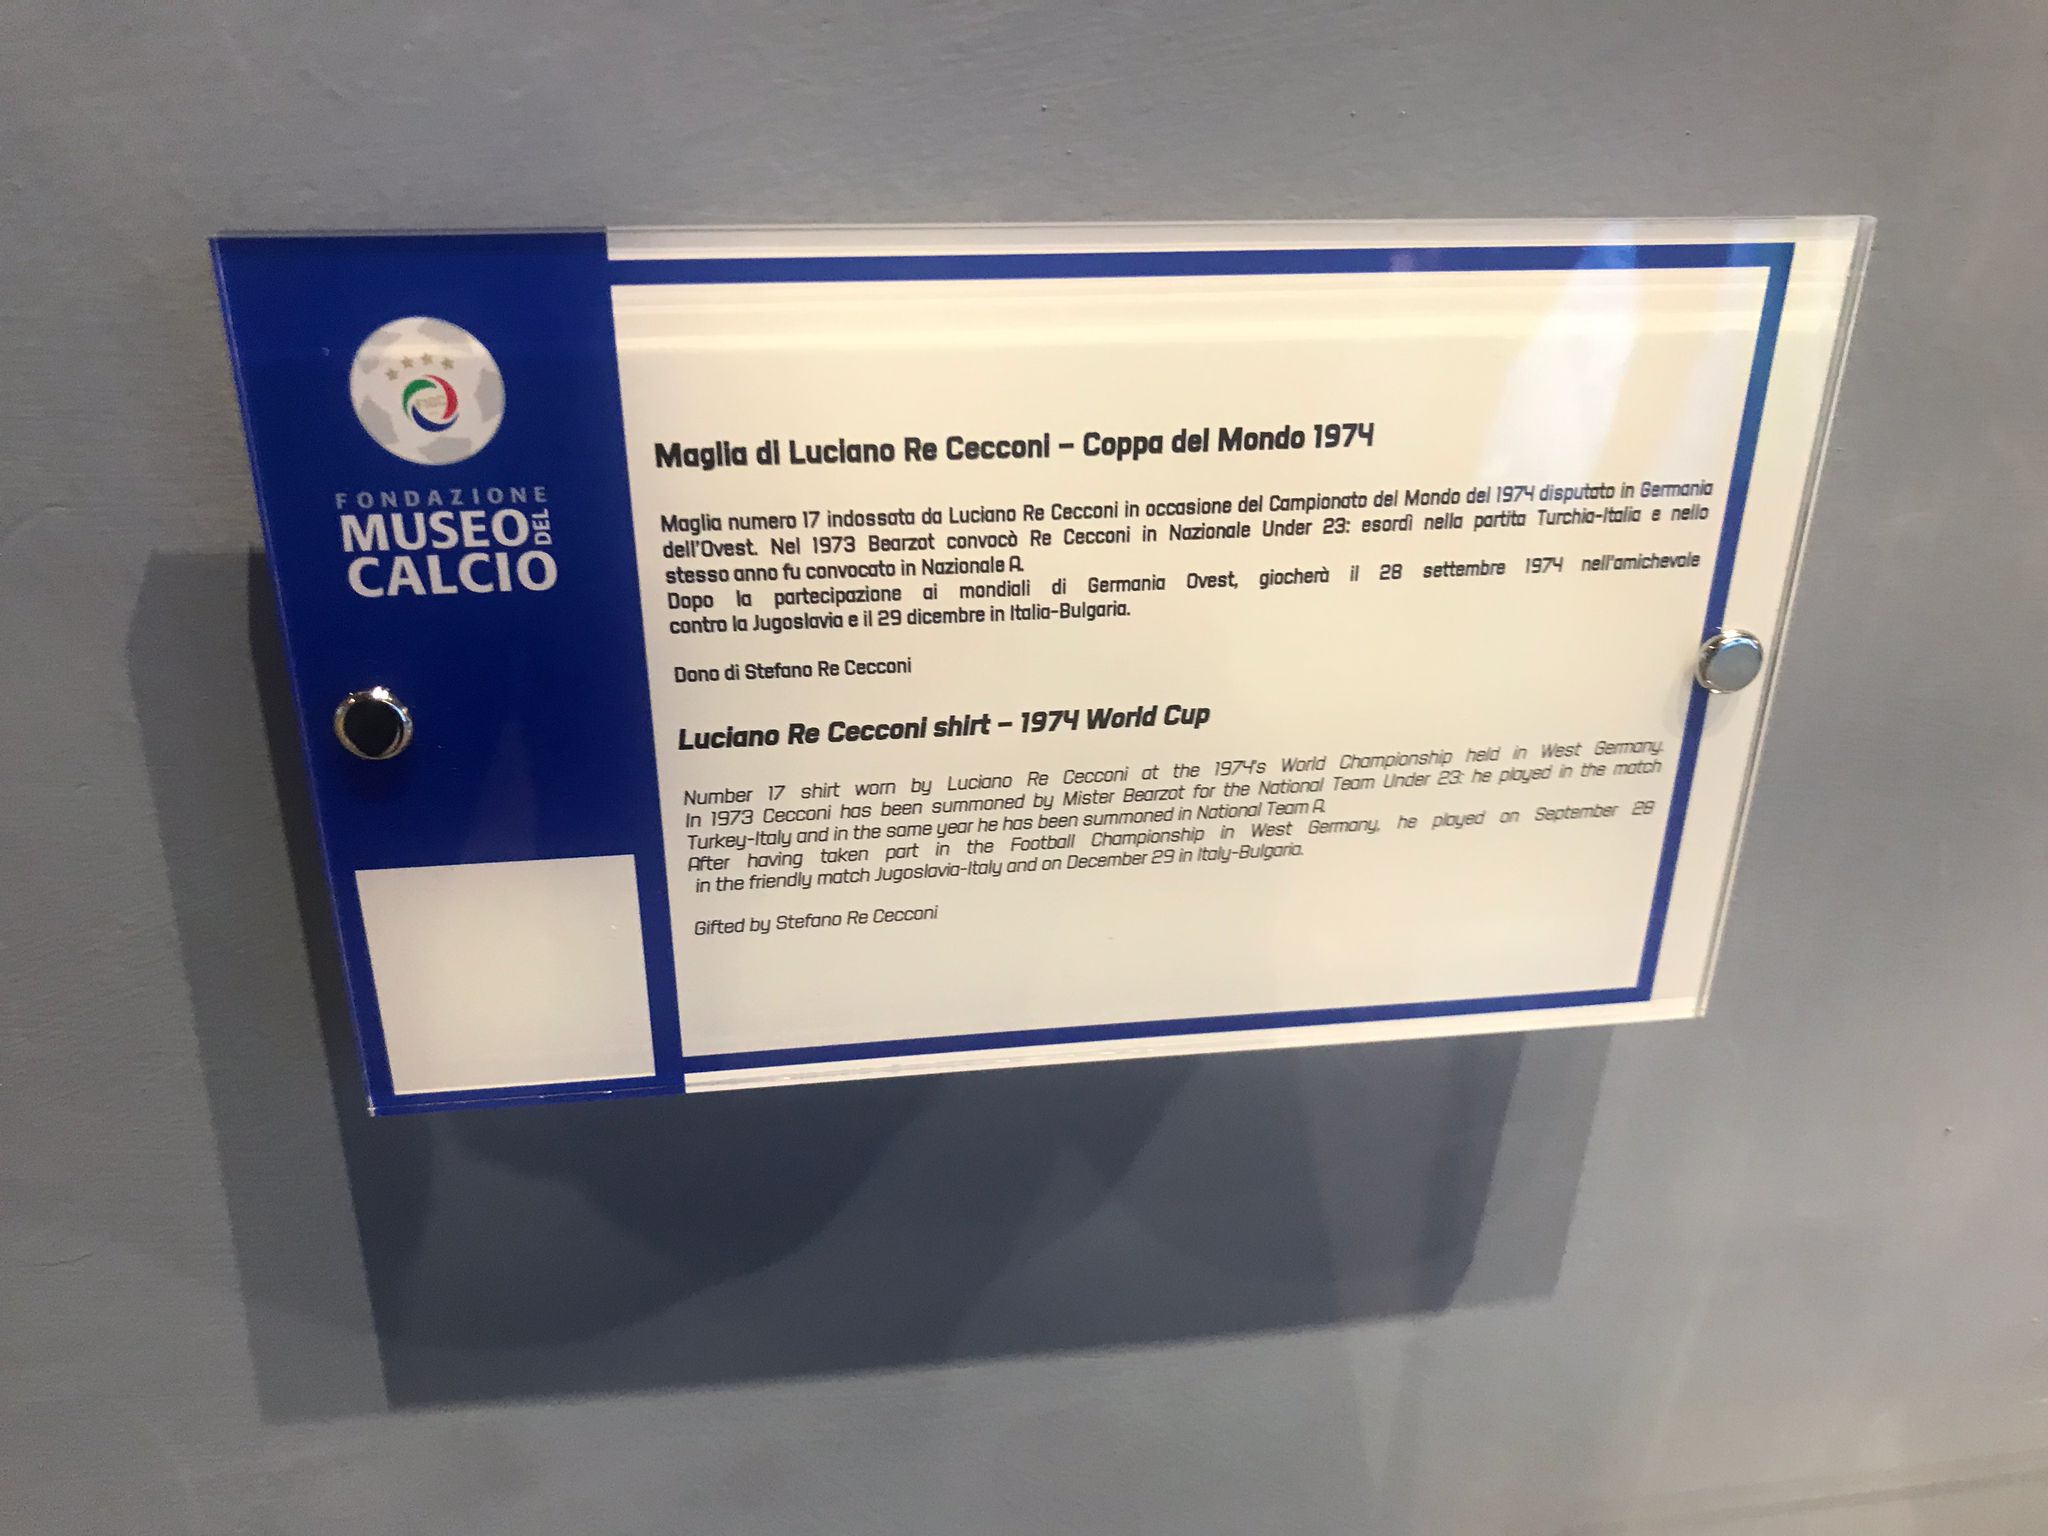 FIGC
FONDAZIONE
MUSEO DEL
CALCIO
Maglia di Luciano Re Cecconi – Coppa del Mondo 1974
Maglia numero 17 indossata da Luciano Re Cecconi in occasione del Campionato del Mondo del 1974 disputato in Germania
dell'Ovest. Nel 1973 Bearzot convocò Re Cecconi in Nazionale Under 23: esordì nella partita Turchia-Italia e nello
stesso anno fu convocato in Nazionale A.
Dopo la partecipazione ai mondiali di Germania Ovest, giocherà il 28 settembre 1974 nell'amichevole
contro la Jugoslavia e il 29 dicembre in Italia-Bulgaria.
Dono di Stefano Re Cecconi
Luciano Re Cecconi shirt – 1974 World Cup
Number 17 shirt worn by Luciano Re Cecconi at the 1974's World Championship held in West Germany.
In 1973 Cecconi has been summoned by Mister Bearzot for the National Team Under 23: he played in the match
Turkey-Italy and in the same year he has been summoned in National Team A.
After having taken part in the Football Championship in West Germany, he played on September 28
in the friendly match Jugoslavia-Italy and on December 29 in Italy-Bulgaria.
Gifted by Stefano Re Cecconi